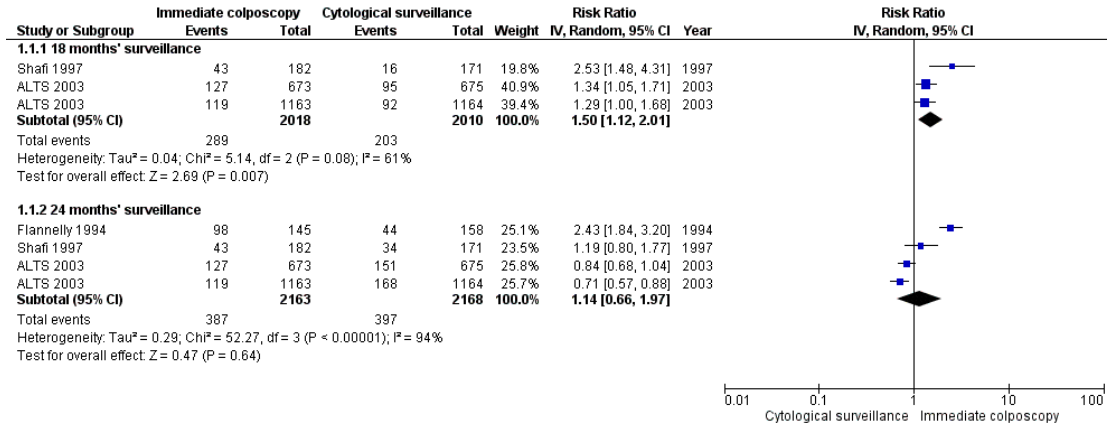 Immediate colposcopy Cytological surveillance Risk Ratio Risk Ratio
Study or Subgroup Events Total Events Total Weight IV, Random, 95% CI Year IV, Random, 95% CI
1.1.1 18 months' surveillance
Shafi 1997 43 182 16 171 19.8% 2.53 [1.48, 4.31] 1997
ALTS 2003 127 673 95 675 40.9% 1.34 [1.05, 1.71] 2003
ALTS 2003 119 1163 92 1164 39.4% 1.29 [1.00, 1.68] 2003
Subtotal (95% CI) 2018 2010 100.0% 1.50 [1.12, 2.01]
Total events 289 203
Heterogeneity: Tau² = 0.04; Chi² = 5.14, df = 2 (P = 0.08); I² = 61%
Test for overall effect: Z = 2.69 (P = 0.007)
1.1.2 24 months' surveillance
Flannelly 1994 98 145 44 158 25.1% 2.43 [1.84, 3.20] 1994
Shafi 1997 43 182 34 171 23.5% 1.19 [0.80, 1.77] 1997
ALTS 2003 127 673 151 675 25.8% 0.84 [0.68, 1.04] 2003
ALTS 2003 119 1163 168 1164 25.7% 0.71 [0.57, 0.88] 2003
Subtotal (95% CI) 2163 2168 100.0% 1.14 [0.66, 1.97]
Total events 387 397
Heterogeneity: Tau² = 0.29; Chi² = 52.27, df = 3 (P < 0.00001); I² = 94%
Test for overall effect: Z = 0.47 (P = 0.64)
0.01 0.1 1 10 100
Cytological surveillance Immediate colposcopy